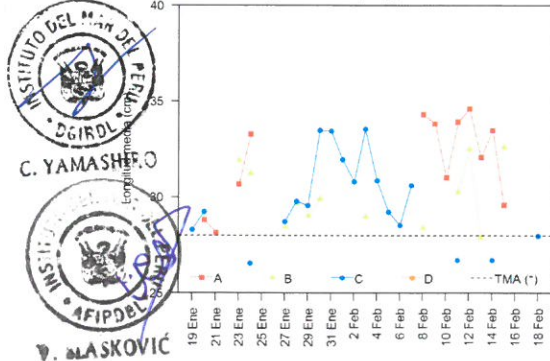 40
35
30
25
Longitud media (cm)
INSTITUTO DEL MAR DEL PERÚ
DGIRDL
C. YAMASHIRO
AFIPDBL
V. BLASKOVIĆ
A B C D TMA (*)
19 Ene
21 Ene
23 Ene
25 Ene
27 Ene
29 Ene
31 Ene
2 Feb
4 Feb
6 Feb
8 Feb
10 Feb
12 Feb
14 Feb
16 Feb
18 Feb